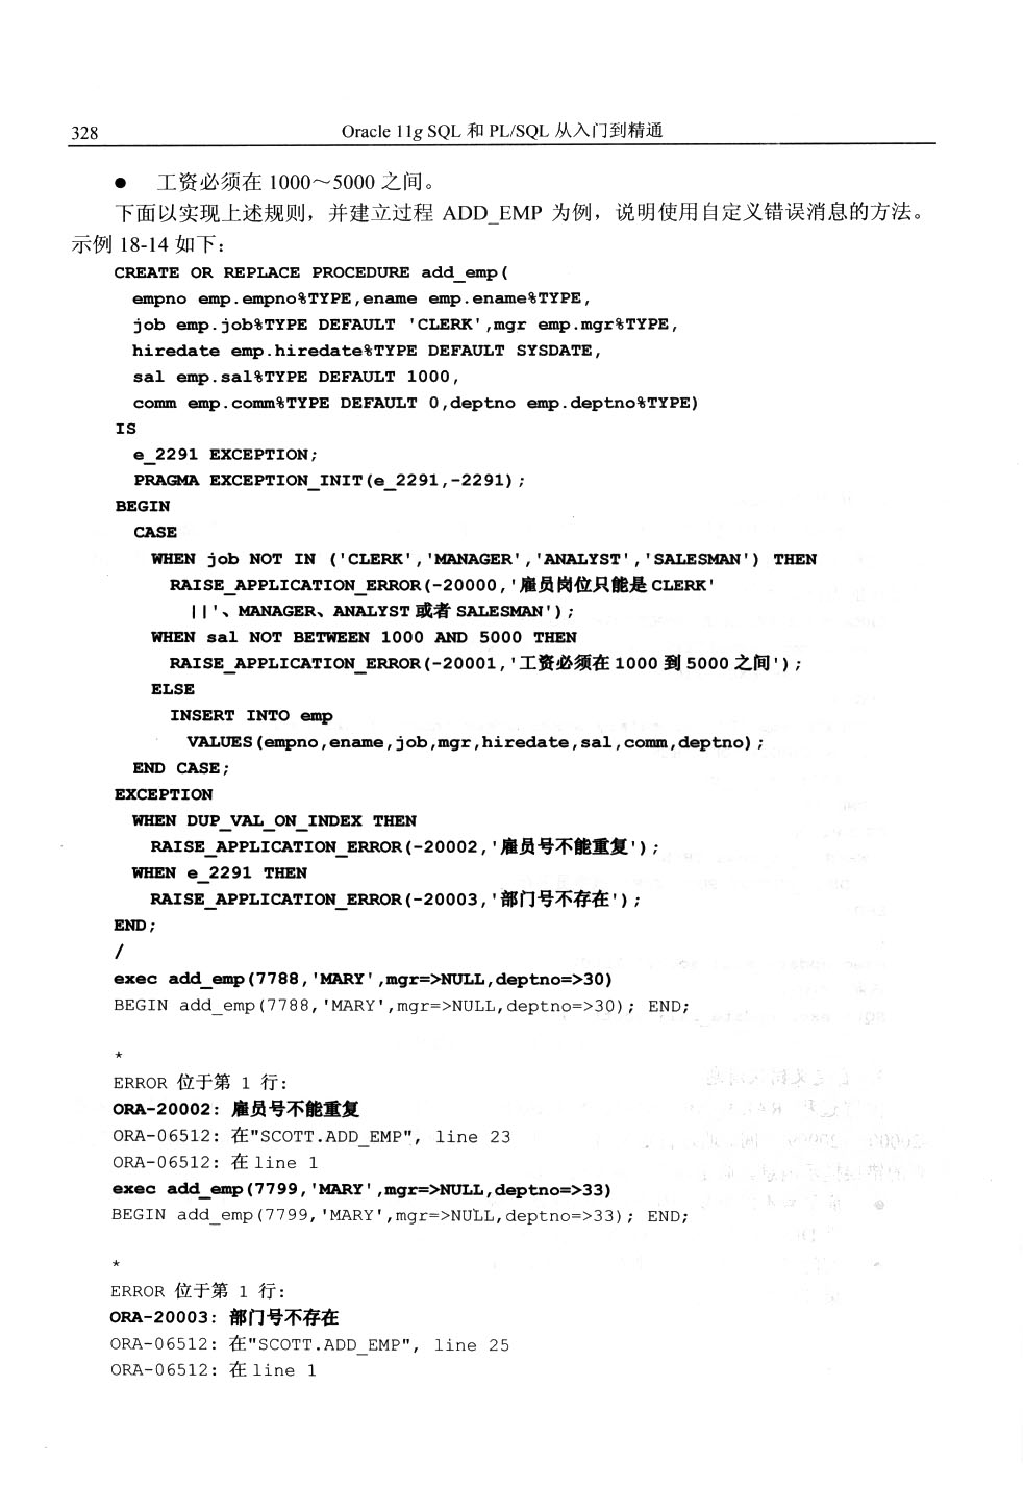 328
Oracle 11g SQL 和 PL/SQL 从入门到精通
● 工资必须在 1000～5000 之间。
下面以实现上述规则，并建立过程 ADD_EMP 为例，说明使用自定义错误消息的方法。
示例 18-14 如下：
CREATE OR REPLACE PROCEDURE add_emp(
empno emp.empno%TYPE,ename emp.ename%TYPE,
job emp.job%TYPE DEFAULT 'CLERK',mgr emp.mgr%TYPE,
hiredate emp.hiredate%TYPE DEFAULT SYSDATE,
sal emp.sal%TYPE DEFAULT 1000,
comm emp.comm%TYPE DEFAULT 0,deptno emp.deptno%TYPE)
IS
e_2291 EXCEPTION;
PRAGMA EXCEPTION_INIT(e_2291,-2291);
BEGIN
CASE
WHEN job NOT IN ('CLERK','MANAGER','ANALYST','SALESMAN') THEN
RAISE_APPLICATION_ERROR(-20000,'雇员岗位只能是 CLERK'
||'、MANAGER、ANALYST 或者 SALESMAN');
WHEN sal NOT BETWEEN 1000 AND 5000 THEN
RAISE_APPLICATION_ERROR(-20001,'工资必须在 1000 到 5000 之间');
ELSE
INSERT INTO emp
VALUES(empno,ename,job,mgr,hiredate,sal,comm,deptno);
END CASE;
EXCEPTION
WHEN DUP_VAL_ON_INDEX THEN
RAISE_APPLICATION_ERROR(-20002,'雇员号不能重复');
WHEN e_2291 THEN
RAISE_APPLICATION_ERROR(-20003,'部门号不存在');
END;
/
exec add_emp(7788,'MARY',mgr=>NULL,deptno=>30)
BEGIN add_emp(7788,'MARY',mgr=>NULL,deptno=>30); END;
*
ERROR 位于第 1 行:
ORA-20002: 雇员号不能重复
ORA-06512: 在"SCOTT.ADD_EMP", line 23
ORA-06512: 在 line 1
exec add_emp(7799,'MARY',mgr=>NULL,deptno=>33)
BEGIN add_emp(7799,'MARY',mgr=>NULL,deptno=>33); END;
*
ERROR 位于第 1 行:
ORA-20003: 部门号不存在
ORA-06512: 在"SCOTT.ADD_EMP", line 25
ORA-06512: 在 line 1